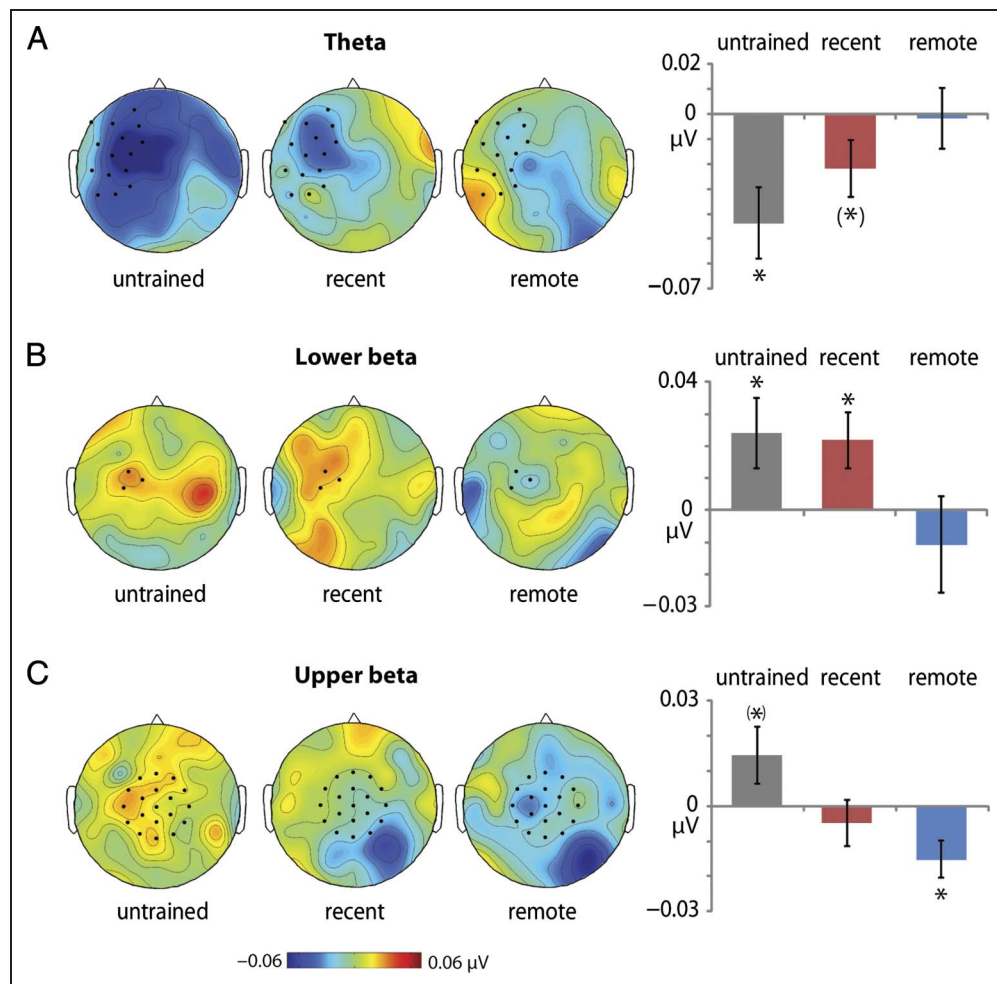 A
Theta
untrained recent remote
0.02
0
µV
−0.07
* (*)
untrained recent remote
B
Lower beta
untrained recent remote
0.04
* *
0
µV
−0.03
untrained recent remote
C
Upper beta
untrained recent remote
0.03
(*)
0
µV
−0.03
*
untrained recent remote
−0.06 0.06 µV